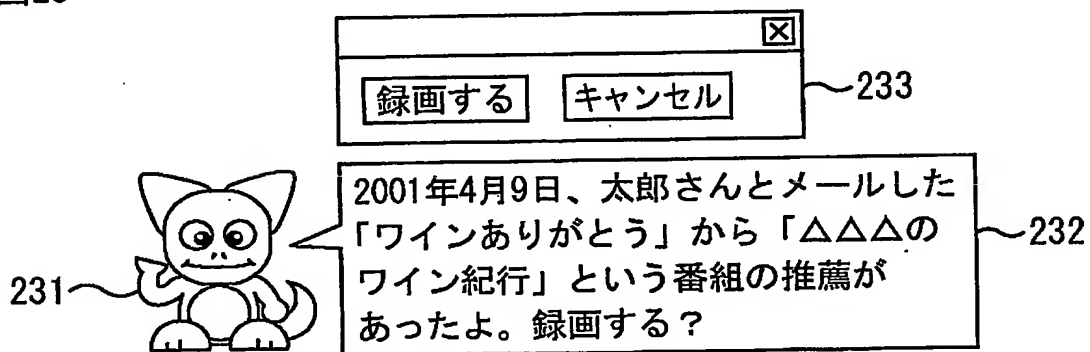 録画する キャンセル
233
2001年4月9日、太郎さんとメールした
「ワインありがとう」から「△△△の
ワイン紀行」という番組の推薦が
あったよ。録画する?
232
231